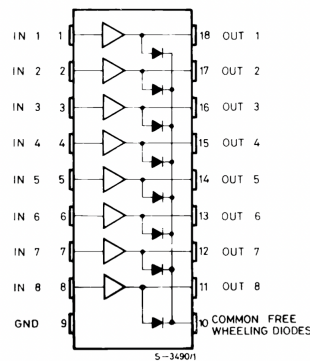 IN 1 1 18 OUT 1
IN 2 2 17 OUT 2
IN 3 3 16 OUT 3
IN 4 4 15 OUT 4
IN 5 5 14 OUT 5
IN 6 6 13 OUT 6
IN 7 7 12 OUT 7
IN 8 8 11 OUT 8
GND 9 10 COMMON FREE
WHEELING DIODES
S-3490/1